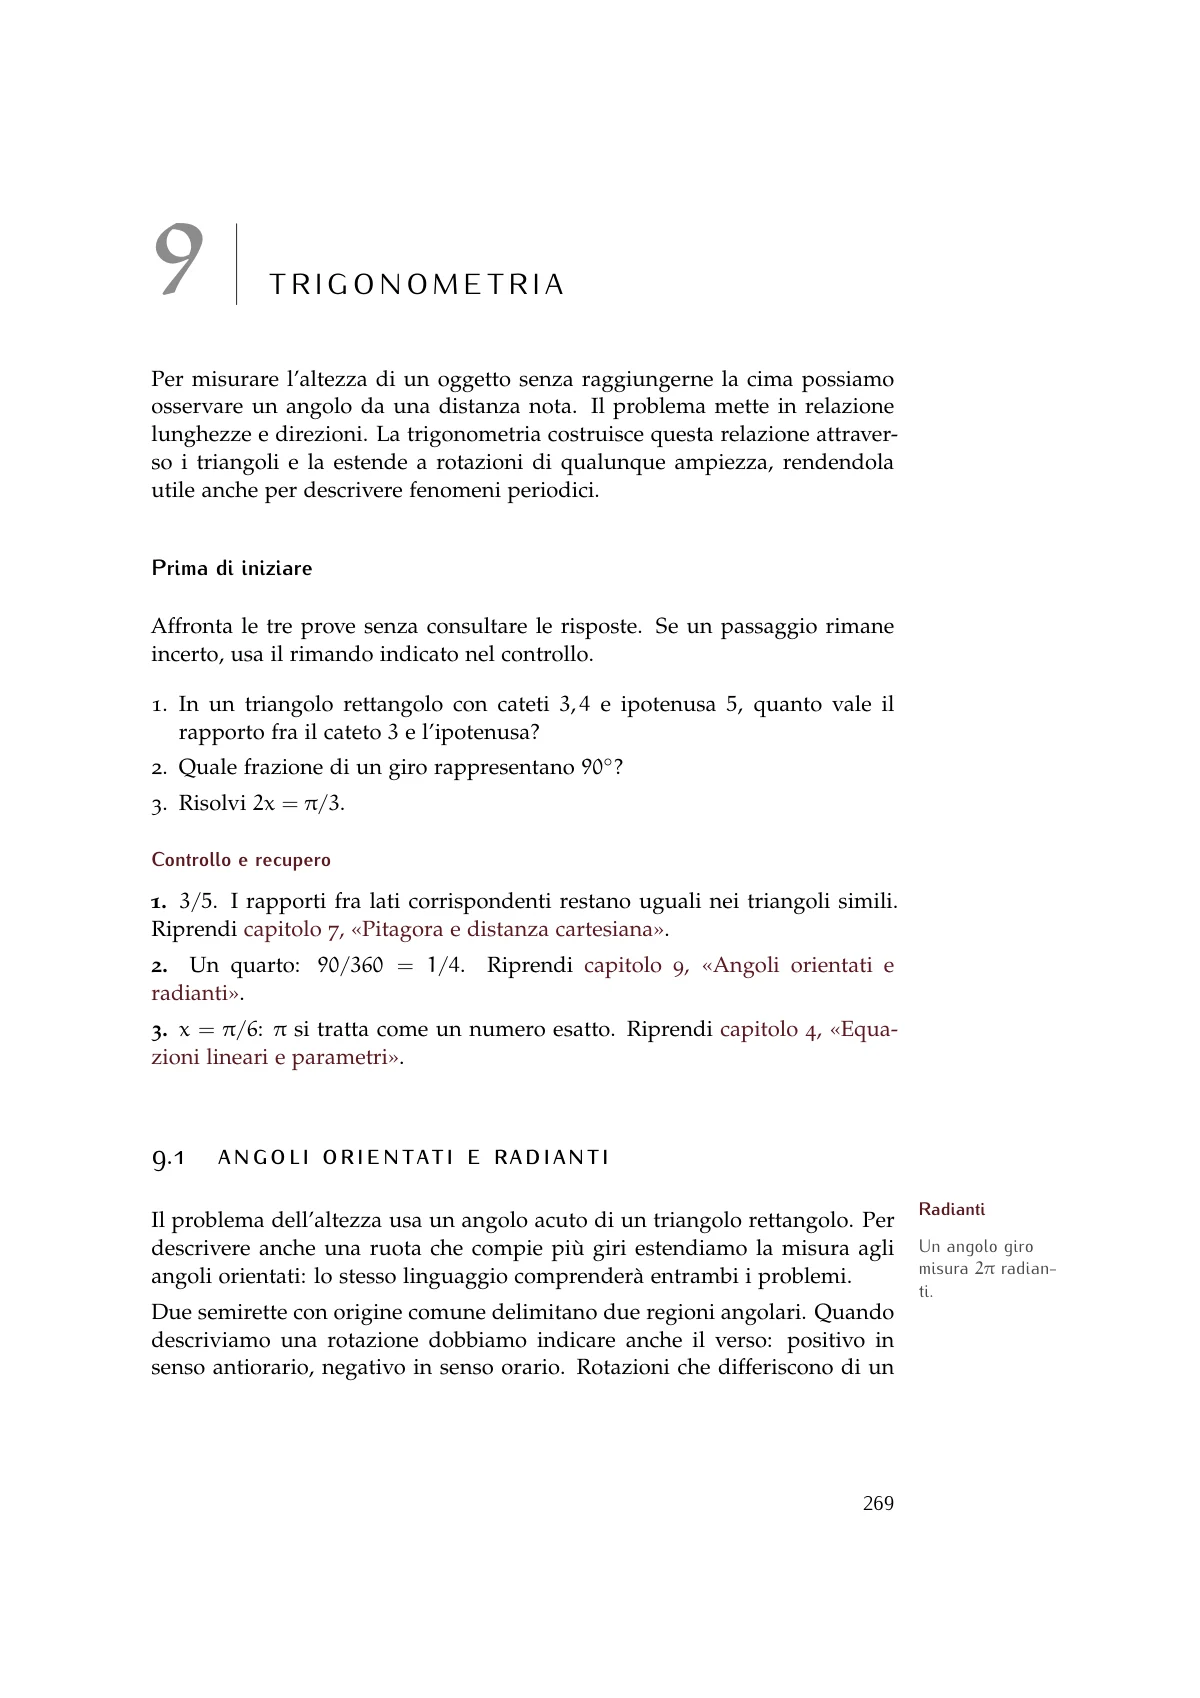 9
TRIGONOMETRIA
Per misurare l'altezza di un oggetto senza raggiungerne la cima possiamo
osservare un angolo da una distanza nota. Il problema mette in relazione
lunghezze e direzioni. La trigonometria costruisce questa relazione attraver-
so i triangoli e la estende a rotazioni di qualunque ampiezza, rendendola
utile anche per descrivere fenomeni periodici.
Prima di iniziare
Affronta le tre prove senza consultare le risposte. Se un passaggio rimane
incerto, usa il rimando indicato nel controllo.
1. In un triangolo rettangolo con cateti 3,4 e ipotenusa 5, quanto vale il
rapporto fra il cateto 3 e l'ipotenusa?
2. Quale frazione di un giro rappresentano 90°?
3. Risolvi 2x = π/3.
Controllo e recupero
1. 3/5. I rapporti fra lati corrispondenti restano uguali nei triangoli simili.
Riprendi capitolo 7, «Pitagora e distanza cartesiana».
2. Un quarto: 90/360 = 1/4. Riprendi capitolo 9, «Angoli orientati e
radianti».
3. x = π/6: π si tratta come un numero esatto. Riprendi capitolo 4, «Equa-
zioni lineari e parametri».
9.1 ANGOLI ORIENTATI E RADIANTI
Il problema dell'altezza usa un angolo acuto di un triangolo rettangolo. Per
descrivere anche una ruota che compie più giri estendiamo la misura agli
angoli orientati: lo stesso linguaggio comprenderà entrambi i problemi.
Due semirette con origine comune delimitano due regioni angolari. Quando
descriviamo una rotazione dobbiamo indicare anche il verso: positivo in
senso antiorario, negativo in senso orario. Rotazioni che differiscono di un
Radianti
Un angolo giro
misura 2π radian-
ti.
269